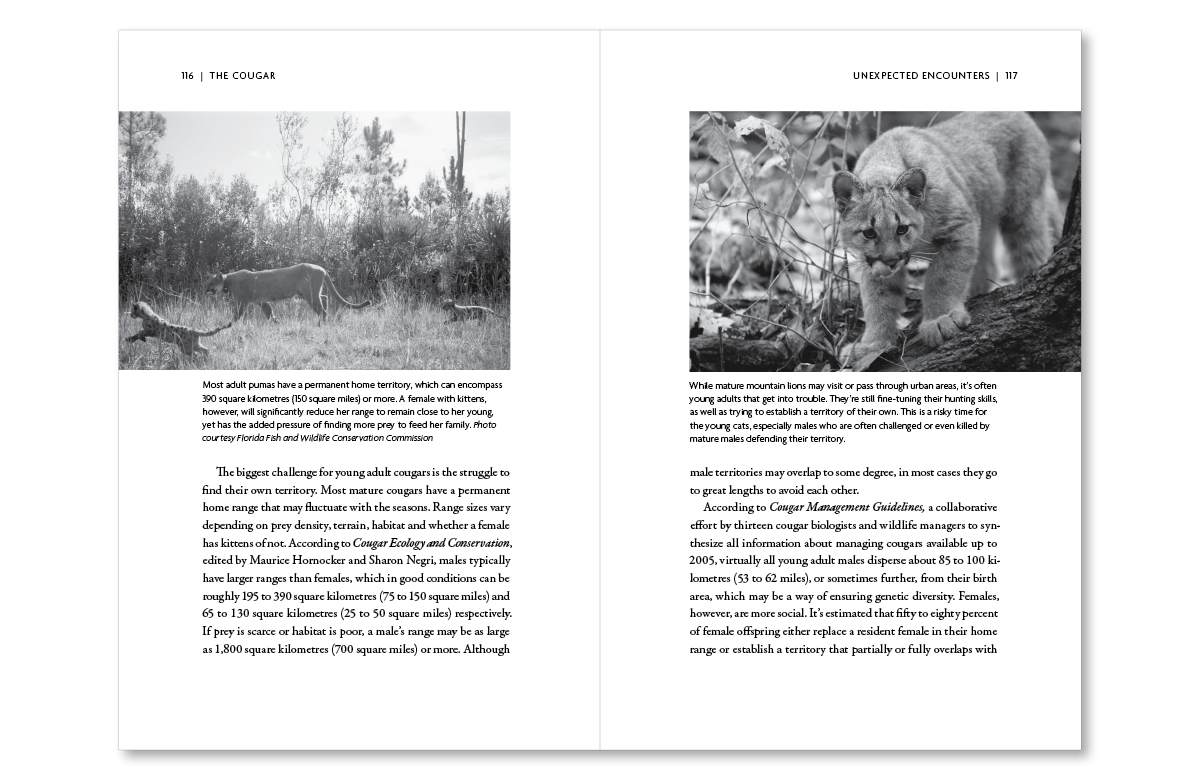 116 | THE COUGAR
Most adult pumas have a permanent home territory, which can encompass
390 square kilometres (150 square miles) or more. A female with kittens,
however, will significantly reduce her range to remain close to her young,
yet has the added pressure of finding more prey to feed her family. Photo
courtesy Florida Fish and Wildlife Conservation Commission
The biggest challenge for young adult cougars is the struggle to
find their own territory. Most mature cougars have a permanent
home range that may fluctuate with the seasons. Range sizes vary
depending on prey density, terrain, habitat and whether a female
has kittens of not. According to Cougar Ecology and Conservation,
edited by Maurice Hornocker and Sharon Negri, males typically
have larger ranges than females, which in good conditions can be
roughly 195 to 390 square kilometres (75 to 150 square miles) and
65 to 130 square kilometres (25 to 50 square miles) respectively.
If prey is scarce or habitat is poor, a male's range may be as large
as 1,800 square kilometres (700 square miles) or more. Although
UNEXPECTED ENCOUNTERS | 117
While mature mountain lions may visit or pass through urban areas, it's often
young adults that get into trouble. They're still fine-tuning their hunting skills,
as well as trying to establish a territory of their own. This is a risky time for
the young cats, especially males who are often challenged or even killed by
mature males defending their territory.
male territories may overlap to some degree, in most cases they go
to great lengths to avoid each other.
According to Cougar Management Guidelines, a collaborative
effort by thirteen cougar biologists and wildlife managers to syn-
thesize all information about managing cougars available up to
2005, virtually all young adult males disperse about 85 to 100 ki-
lometres (53 to 62 miles), or sometimes further, from their birth
area, which may be a way of ensuring genetic diversity. Females,
however, are more social. It's estimated that fifty to eighty percent
of female offspring either replace a resident female in their home
range or establish a territory that partially or fully overlaps with